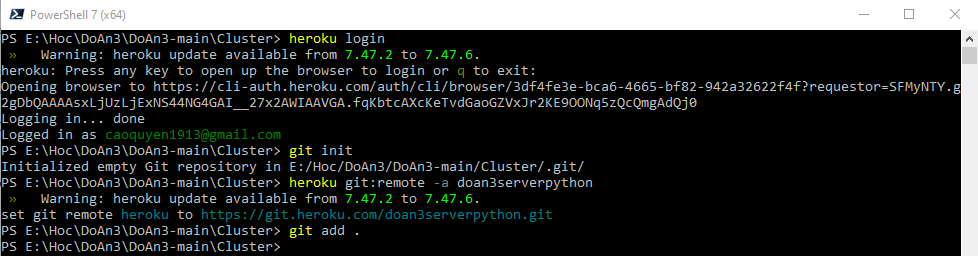 PowerShell 7 (x64)
PS E:\Hoc\DoAn3\DoAn3-main\Cluster> heroku login
»   Warning: heroku update available from 7.47.2 to 7.47.6.
heroku: Press any key to open up the browser to login or q to exit:
Opening browser to https://cli-auth.heroku.com/auth/cli/browser/3df4fe3e-bca6-4665-bf82-942a32622f4f?requestor=SFMyNTY.g
2gDbQAAAAsxLjUzLjExNS44NG4GAI__27x2AWIAAVGA.fqKbtcAXcKeTvdGaoGZVxJr2KE9OONq5zQcQmgAdQj0
Logging in... done
Logged in as caoquyen1913@gmail.com
PS E:\Hoc\DoAn3\DoAn3-main\Cluster> git init
Initialized empty Git repository in E:/Hoc/DoAn3/DoAn3-main/Cluster/.git/
PS E:\Hoc\DoAn3\DoAn3-main\Cluster> heroku git:remote -a doan3serverpython
»   Warning: heroku update available from 7.47.2 to 7.47.6.
set git remote heroku to https://git.heroku.com/doan3serverpython.git
PS E:\Hoc\DoAn3\DoAn3-main\Cluster> git add .
PS E:\Hoc\DoAn3\DoAn3-main\Cluster>